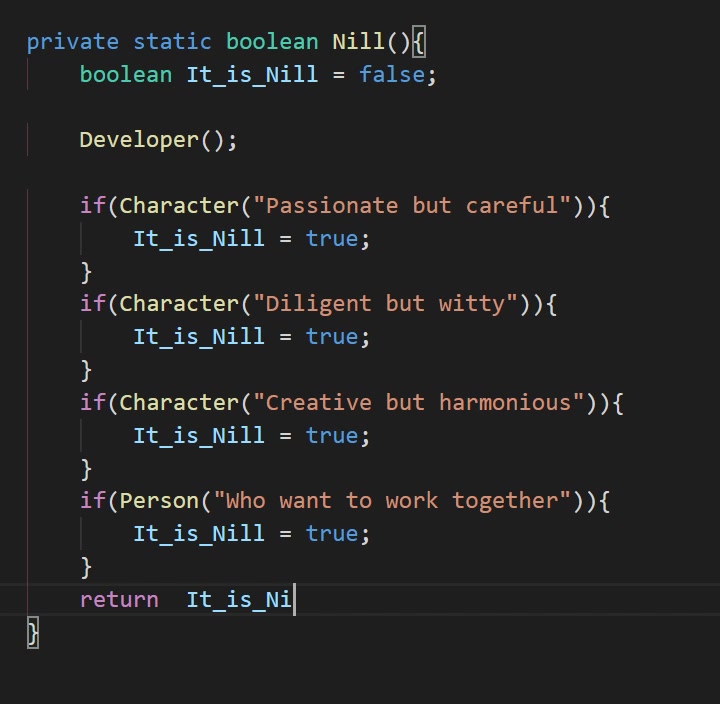 private static boolean Nill(){
    boolean It_is_Nill = false;

    Developer();

    if(Character("Passionate but careful")){
        It_is_Nill = true;
    }
    if(Character("Diligent but witty")){
        It_is_Nill = true;
    }
    if(Character("Creative but harmonious")){
        It_is_Nill = true;
    }
    if(Person("Who want to work together")){
        It_is_Nill = true;
    }
    return  It_is_Ni
}